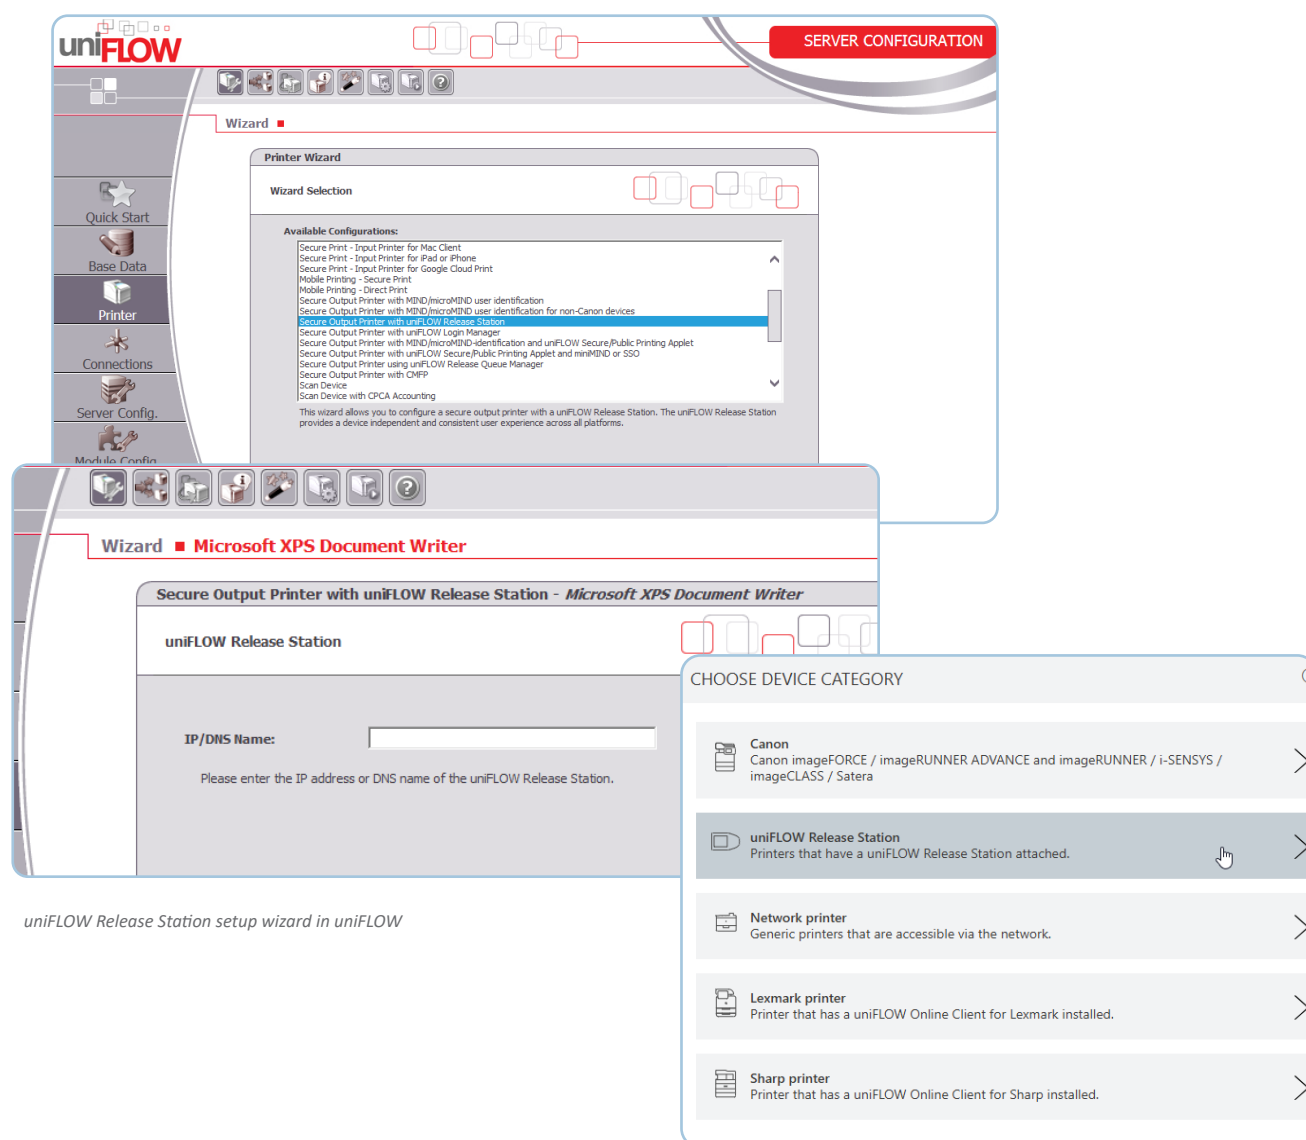 uniFLOW
SERVER CONFIGURATION
Wizard
Printer Wizard
Wizard Selection
Quick Start
Base Data
Printer
Connections
Server Config.
Module Config.
Available Configurations:
Secure Print - Input Printer for Mac Client
Secure Print - Input Printer for iPad or iPhone
Secure Print - Input Printer for Google Cloud Print
Mobile Printing - Secure Print
Mobile Printing - Direct Print
Secure Output Printer with MIND/microMIND user identification
Secure Output Printer with MIND/microMIND user identification for non-Canon devices
Secure Output Printer with uniFLOW Release Station
Secure Output Printer with uniFLOW Login Manager
Secure Output Printer with MIND/microMIND-identification and uniFLOW Secure/Public Printing Applet
Secure Output Printer with uniFLOW Secure/Public Printing Applet and miniMIND or SSO
Secure Output Printer using uniFLOW Release Queue Manager
Secure Output Printer with CMFP
Scan Device
Scan Device with CPCA Accounting
This wizard allows you to configure a secure output printer with a uniFLOW Release Station. The uniFLOW Release Station
provides a device independent and consistent user experience across all platforms.
Wizard Microsoft XPS Document Writer
Secure Output Printer with uniFLOW Release Station - Microsoft XPS Document Writer
uniFLOW Release Station
IP/DNS Name:
Please enter the IP address or DNS name of the uniFLOW Release Station.
uniFLOW Release Station setup wizard in uniFLOW
CHOOSE DEVICE CATEGORY
Canon
Canon imageFORCE / imageRUNNER ADVANCE and imageRUNNER / i-SENSYS /
imageCLASS / Satera
uniFLOW Release Station
Printers that have a uniFLOW Release Station attached.
Network printer
Generic printers that are accessible via the network.
Lexmark printer
Printer that has a uniFLOW Online Client for Lexmark installed.
Sharp printer
Printer that has a uniFLOW Online Client for Sharp installed.